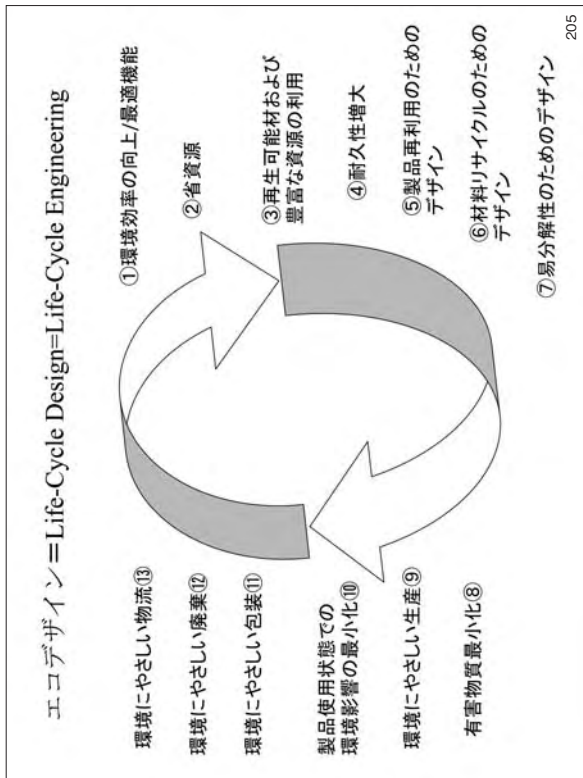 エコデザイン＝Life-Cycle Design=Life-Cycle Engineering
①環境効率の向上/最適機能
②省資源
③再生可能材および
豊富な資源の利用
④耐久性増大
⑤製品再利用のための
デザイン
⑥材料リサイクルのための
デザイン
⑦易分解性のためのデザイン
有害物質最小化⑧
環境にやさしい生産⑨
製品使用状態での
環境影響の最小化⑩
環境にやさしい包装⑪
環境にやさしい廃棄⑫
環境にやさしい物流⑬
205